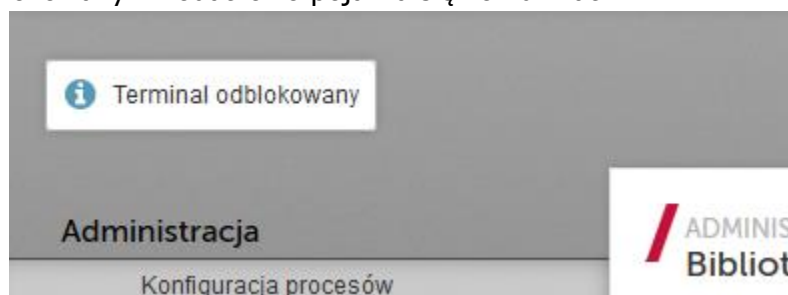 Terminal odblokowany
Administracja
ADMINIS
Bibliot
Konfiguracja procesów